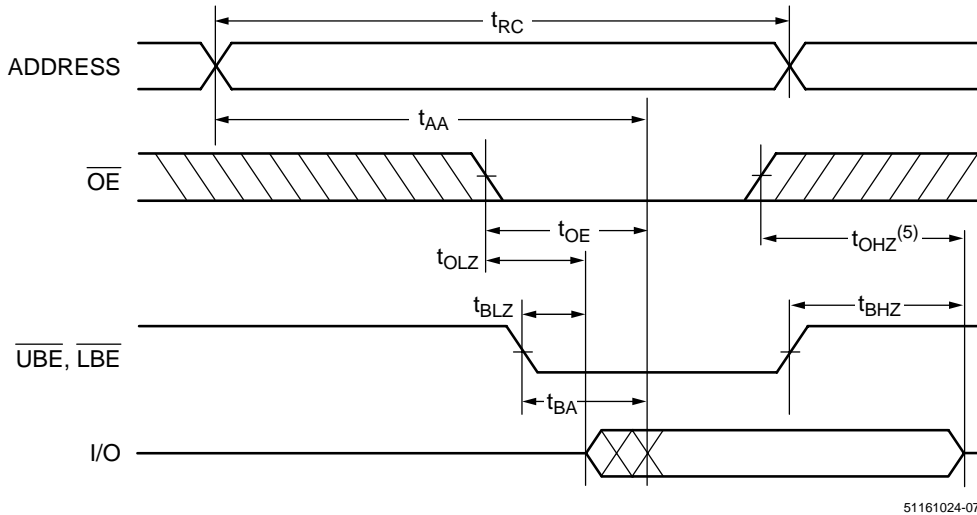 tRC
ADDRESS
tAA
OE
tOE
tOHZ(5)
tOLZ
tBLZ
tBHZ
UBE, LBE
tBA
I/O
51161024-07